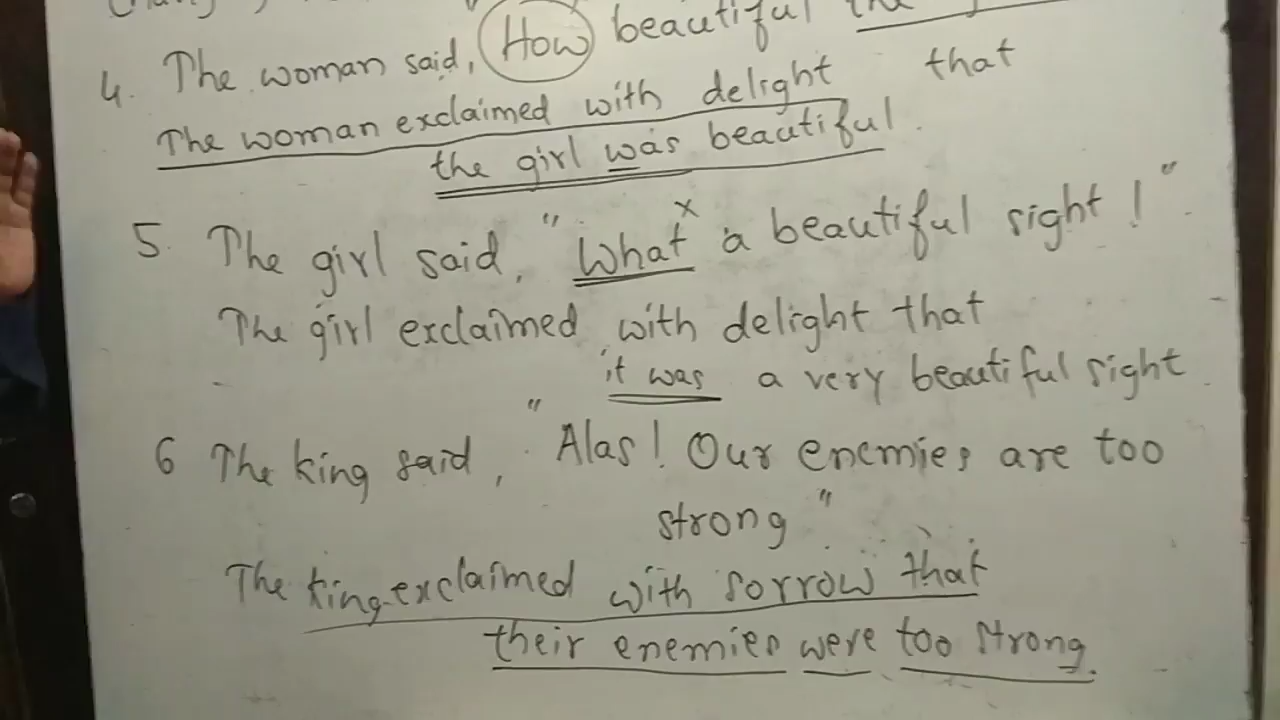 4. The woman said, How beautiful the
The woman exclaimed with delight that
the girl was beautiful.
5. The girl said, "What a beautiful sight!"
The girl exclaimed with delight that
it was a very beautiful sight.
6 The king said, "Alas! Our enemies are too
strong"
The king exclaimed with sorrow that
their enemies were too strong.